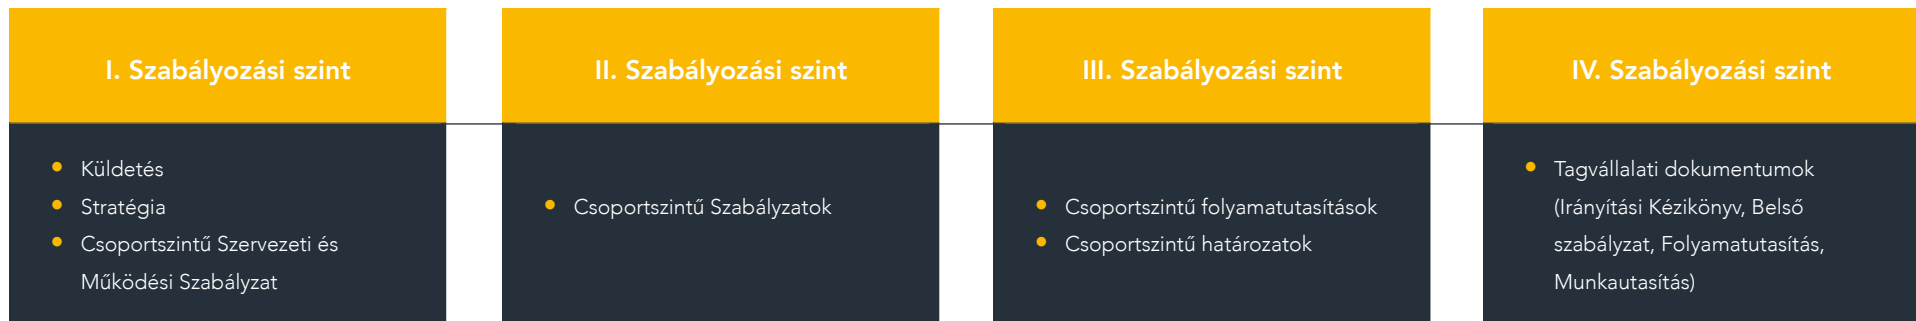 I. Szabályozási szint
Küldetés
Stratégia
Csoportszintű Szervezeti és
Működési Szabályzat
II. Szabályozási szint
Csoportszintű Szabályzatok
III. Szabályozási szint
Csoportszintű folyamatutasítások
Csoportszintű határozatok
IV. Szabályozási szint
Tagvállalati dokumentumok
(Irányítási Kézikönyv, Belső
szabályzat, Folyamatutasítás,
Munkautasítás)